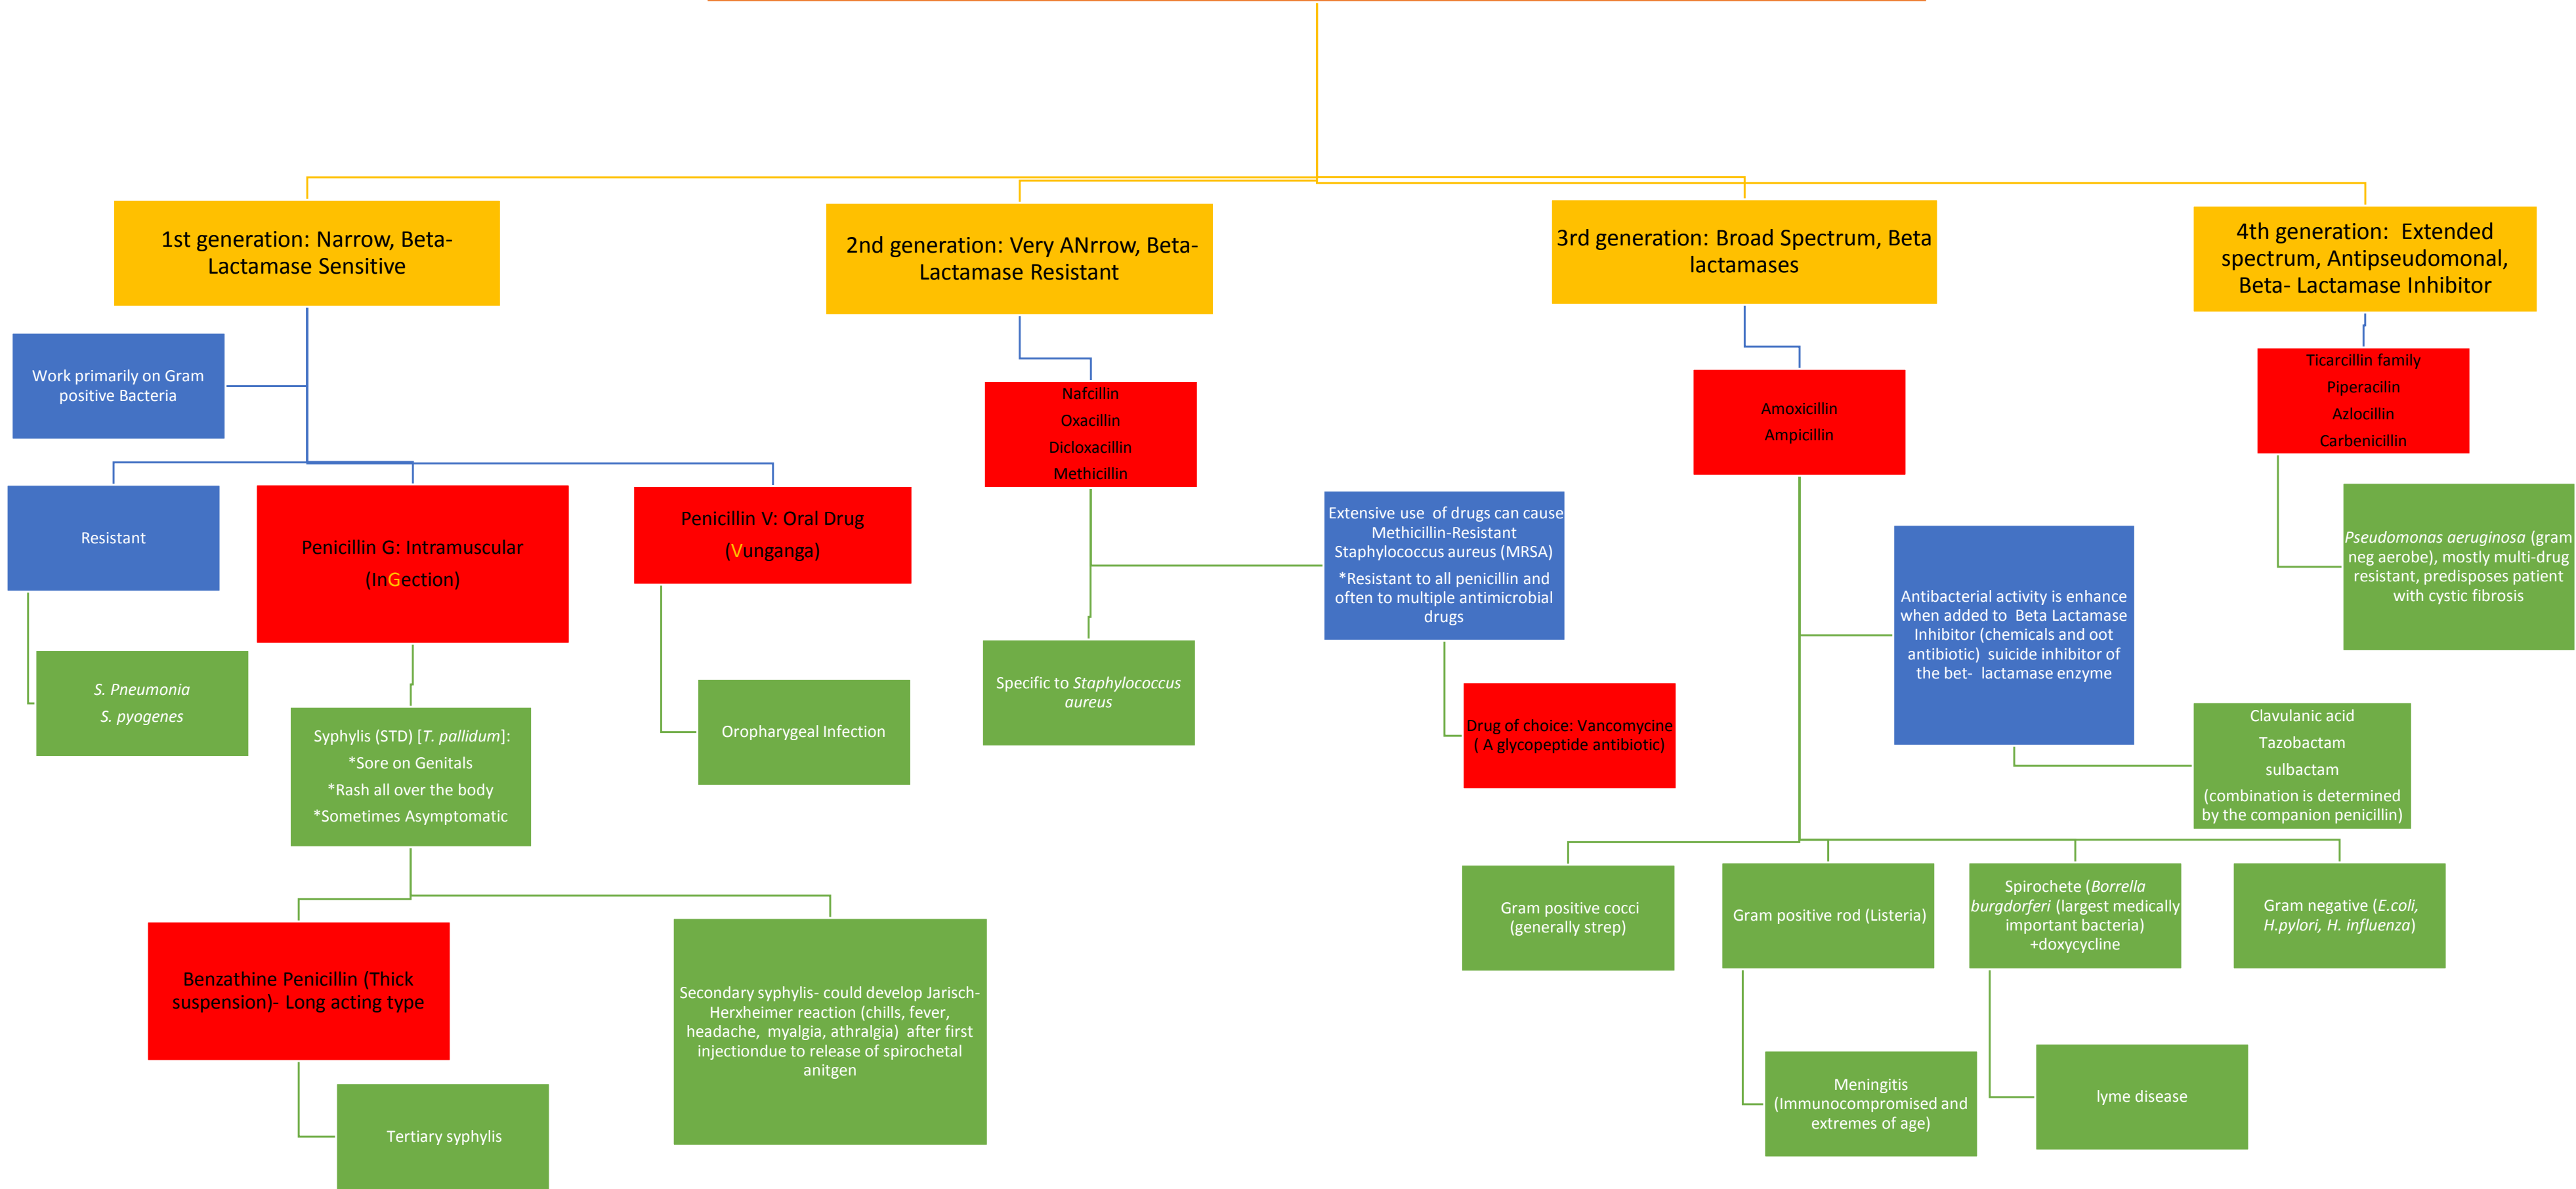 1st generation: Narrow, Beta-
Lactamase Sensitive
2nd generation: Very ANrrow, Beta-
Lactamase Resistant
3rd generation: Broad Spectrum, Beta
lactamases
4th generation:  Extended
spectrum, Antipseudomonal,
Beta- Lactamase Inhibitor
Work primarily on Gram
positive Bacteria
Resistant
S. Pneumonia
S. pyogenes
Penicillin G: Intramuscular
(InGection)
Penicillin V: Oral Drug
(Vunganga)
Syphylis (STD) [T. pallidum]:
*Sore on Genitals
*Rash all over the body
*Sometimes Asymptomatic
Oropharygeal Infection
Benzathine Penicillin (Thick
suspension)- Long acting type
Tertiary syphylis
Secondary syphylis- could develop Jarisch-
Herxheimer reaction (chills, fever,
headache,  myalgia, athralgia)  after first
injectiondue to release of spirochetal
anitgen
Nafcillin
Oxacillin
Dicloxacillin
Methicillin
Specific to Staphylococcus
aureus
Extensive use  of drugs can cause
Methicillin-Resistant
Staphylococcus aureus (MRSA)
*Resistant to all penicillin and
often to multiple antimicrobial
drugs
Drug of choice: Vancomycine
( A glycopeptide antibiotic)
Amoxicillin
Ampicillin
Antibacterial activity is enhance
when added to  Beta Lactamase
Inhibitor (chemicals and oot
antibiotic)  suicide inhibitor of
the bet-  lactamase enzyme
Clavulanic acid
Tazobactam
sulbactam
(combination is determined
by the companion penicillin)
Gram positive cocci
(generally strep)
Gram positive rod (Listeria)
Meningitis
(Immunocompromised and
extremes of age)
Spirochete (Borrella
burgdorferi (largest medically
important bacteria)
+doxycycline
lyme disease
Gram negative (E.coli,
H.pylori, H. influenza)
Ticarcillin family
Piperacilin
Azlocillin
Carbenicillin
Pseudomonas aeruginosa (gram
neg aerobe), mostly multi-drug
resistant, predisposes patient
with cystic fibrosis